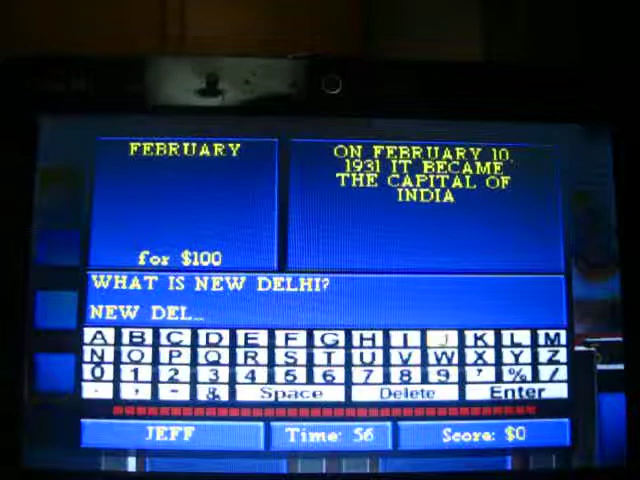 FEBRUARY
for $100
ON FEBRUARY 10,
1931 IT BECAME
THE CAPITAL OF
INDIA
WHAT IS NEW DELHI?
NEW DEL_
A B C D E F G H I J K L M
N O P Q R S T U V W X Y Z
0 1 2 3 4 5 6 7 8 9 ' % /
. , - & Space Delete Enter
JEFF Time: 56 Score: $0